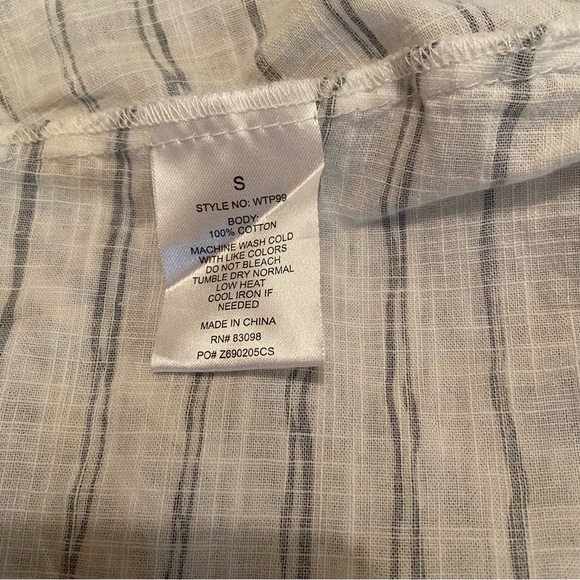 S
STYLE NO: WTP99
BODY:
100% COTTON
MACHINE WASH COLD
WITH LIKE COLORS
DO NOT BLEACH
TUMBLE DRY NORMAL
LOW HEAT
COOL IRON IF
NEEDED
MADE IN CHINA
RN# 83098
PO# Z690205CS